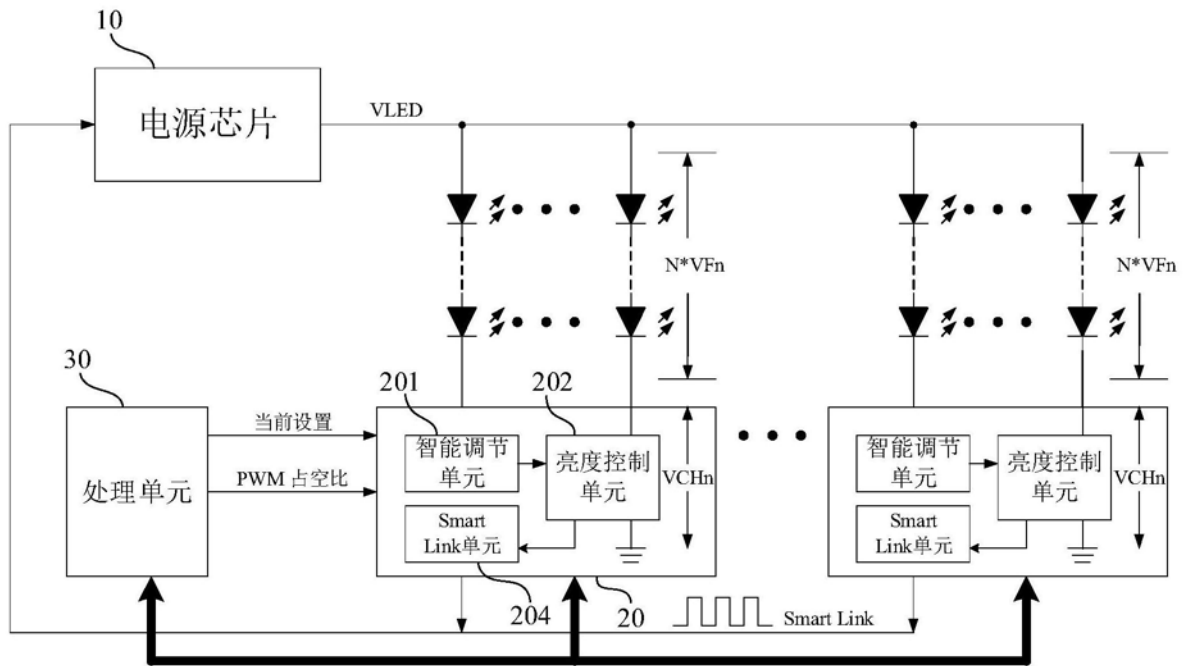 10
电源芯片
VLED
N*VFn
N*VFn
30
201
202
处理单元
当前设置
PWM 占空比
智能调节
单元
亮度控制
单元
VCHn
Smart
Link单元
204
20
智能调节
单元
亮度控制
单元
VCHn
Smart
Link单元
Smart Link